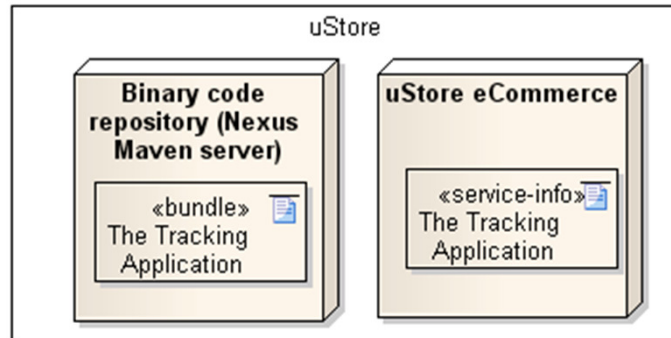 uStore
Binary code
repository (Nexus
Maven server)
«bundle»
The Tracking
Application
uStore eCommerce
«service-info»
The Tracking
Application